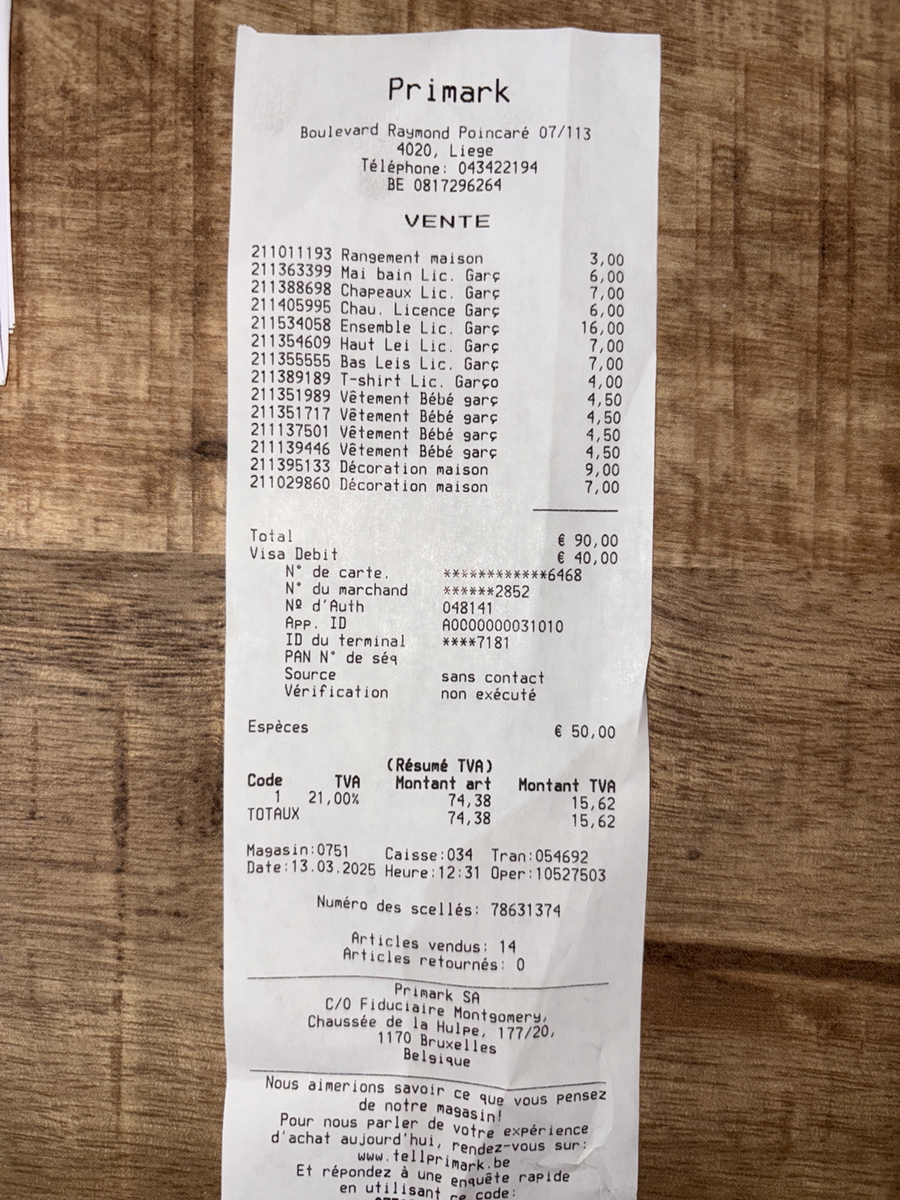 Primark
Boulevard Raymond Poincaré 07/113
4020, Liege
Téléphone: 043422194
BE 0817296264
VENTE
211011193 Rangement maison 3,00
211363399 Mai bain Lic. Garç 6,00
211388698 Chapeaux Lic. Garç 7,00
211405995 Chau. Licence Garç 6,00
211534058 Ensemble Lic. Garç 16,00
211354609 Haut Lei Lic. Garç 7,00
211355555 Bas Leis Lic. Garç 7,00
211389189 T-shirt Lic. Garço 4,00
211351989 Vêtement Bébé garç 4,50
211351717 Vêtement Bébé garç 4,50
211137501 Vêtement Bébé garç 4,50
211139446 Vêtement Bébé garç 4,50
211395133 Décoration maison 9,00
211029860 Décoration maison 7,00
Total € 90,00
Visa Debit € 40,00
N° de carte. ************6468
N° du marchand ******2852
Nº d'Auth 048141
App. ID A0000000031010
ID du terminal ****7181
PAN N° de séq
Source sans contact
Vérification non exécuté
Espèces € 50,00
(Résumé TVA)
Code TVA Montant art Montant TVA
1 21,00% 74,38 15,62
TOTAUX 74,38 15,62
Magasin:0751 Caisse:034 Tran:054692
Date:13.03.2025 Heure:12:31 Oper:10527503
Numéro des scellés: 78631374
Articles vendus: 14
Articles retournés: 0
Primark SA
C/O Fiduciaire Montgomery,
Chaussée de la Hulpe, 177/20,
1170 Bruxelles
Belgique
Nous aimerions savoir ce que vous pensez
de notre magasin!
Pour nous parler de votre expérience
d'achat aujourd'hui, rendez-vous sur:
www.tellprimark.be
Et répondez à une enquête rapide
en utilisant ce code: